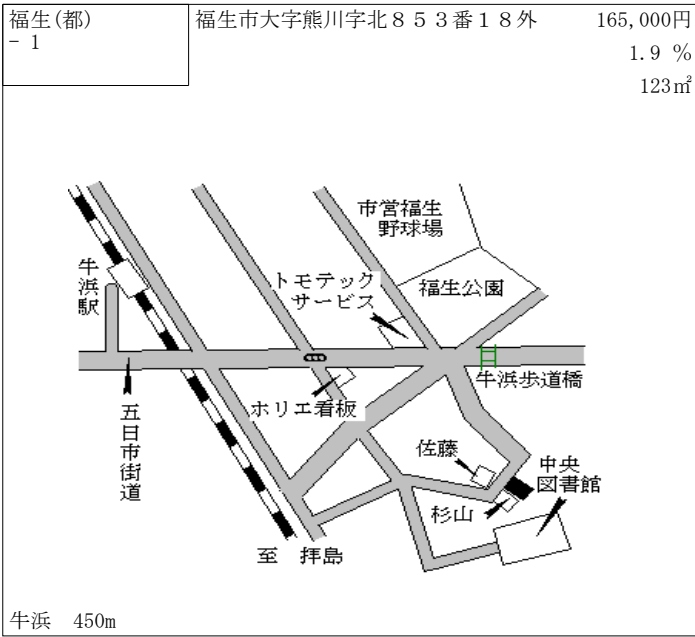 福生(都)
- 1
福生市大字熊川字北８５３番１８外
165,000円
1.9 %
123㎡
市営福生
野球場
牛浜駅
トモテック
サービス
福生公園
牛浜歩道橋
ホリエ看板
五日市街道
佐藤
中央
図書館
杉山
至 拝島
牛浜 450m